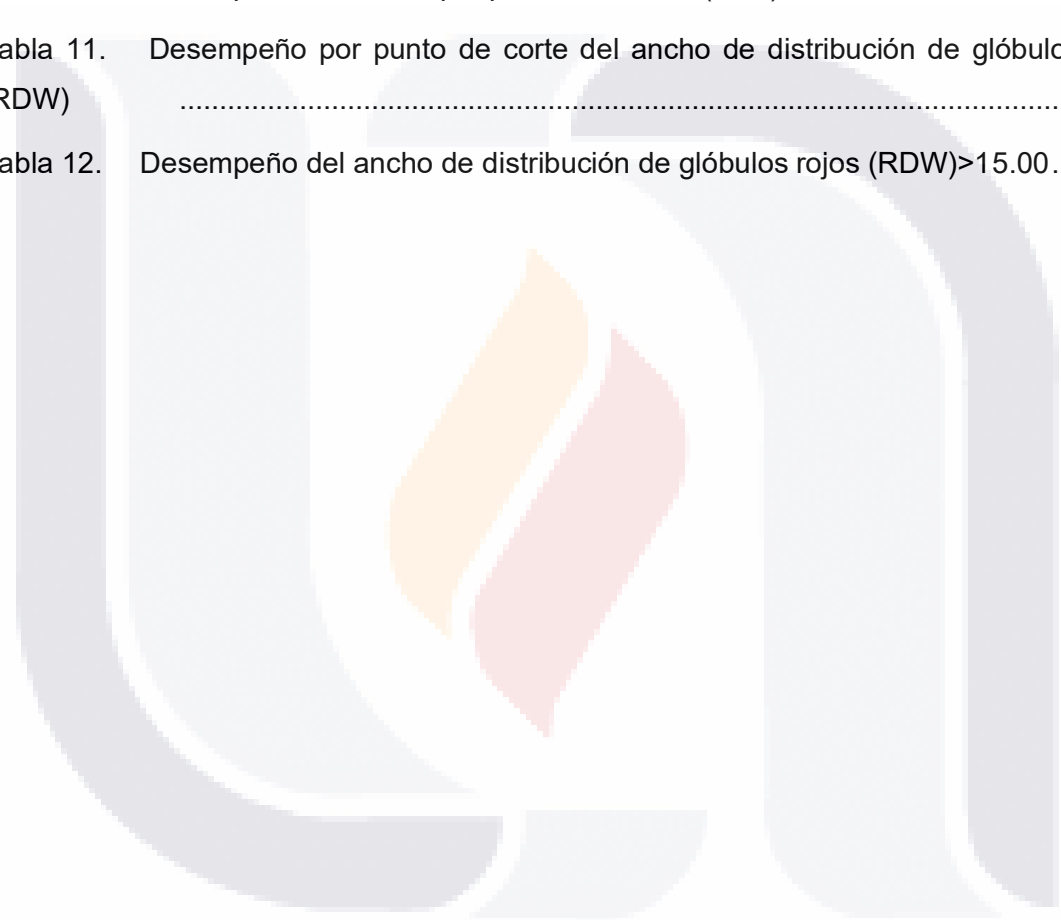 abla 11. Desempeño por punto de corte del ancho de distribución de glóbulo
RDW) ........................................................................................................
abla 12. Desempeño del ancho de distribución de glóbulos rojos (RDW)>15.00.